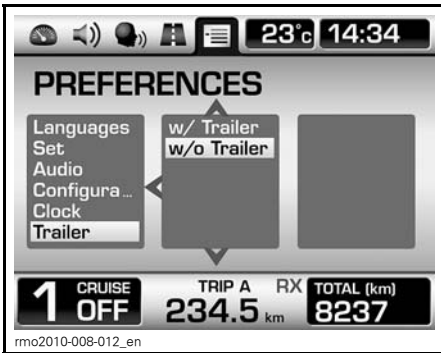 23°c 14:34
PREFERENCES
Languages
Set
Audio
Configura...
Clock
Trailer
w/ Trailer
w/o Trailer
1 CRUISE OFF
TRIP A
234.5 km
RX
TOTAL (km)
8237
rmo2010-008-012_en